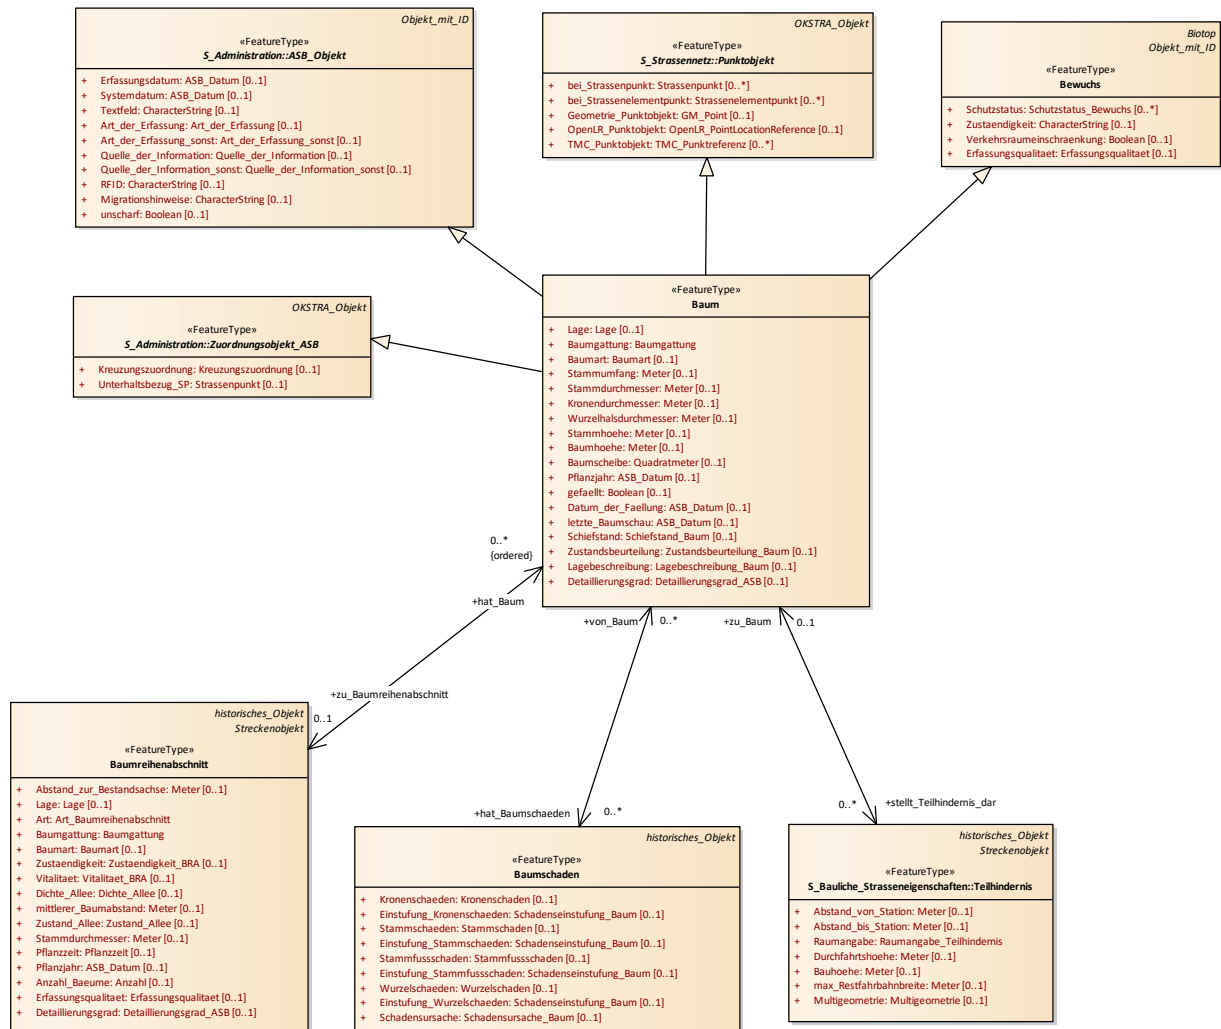 Objekt_mit_ID
«FeatureType»
S_Administration::ASB_Objekt
+ Erfassungsdatum: ASB_Datum [0..1]
+ Systemdatum: ASB_Datum [0..1]
+ Textfeld: CharacterString [0..1]
+ Art_der_Erfassung: Art_der_Erfassung [0..1]
+ Art_der_Erfassung_sonst: Art_der_Erfassung_sonst [0..1]
+ Quelle_der_Information: Quelle_der_Information [0..1]
+ Quelle_der_Information_sonst: Quelle_der_Information_sonst [0..1]
+ RFID: CharacterString [0..1]
+ Migrationshinweise: CharacterString [0..1]
+ unscharf: Boolean [0..1]
OKSTRA_Objekt
«FeatureType»
S_Strassennetz::Punktobjekt
+ bei_Strassenpunkt: Strassenpunkt [0..*]
+ bei_Strassenelementpunkt: Strassenelementpunkt [0..*]
+ Geometrie_Punktobjekt: GM_Point [0..1]
+ OpenLR_Punktobjekt: OpenLR_PointLocationReference [0..1]
+ TMC_Punktobjekt: TMC_Punktreferenz [0..*]
Biotop
Objekt_mit_ID
«FeatureType»
Bewuchs
+ Schutzstatus: Schutzstatus_Bewuchs [0..*]
+ Zustaendigkeit: CharacterString [0..1]
+ Verkehrsraumeinschraenkung: Boolean [0..1]
+ Erfassungsqualitaet: Erfassungsqualitaet [0..1]
OKSTRA_Objekt
«FeatureType»
S_Administration::Zuordnungsobjekt_ASB
+ Kreuzungszuordnung: Kreuzungszuordnung [0..1]
+ Unterhaltsbezug_SP: Strassenpunkt [0..1]
«FeatureType»
Baum
+ Lage: Lage [0..1]
+ Baumgattung: Baumgattung
+ Baumart: Baumart [0..1]
+ Stammumfang: Meter [0..1]
+ Stammdurchmesser: Meter [0..1]
+ Kronendurchmesser: Meter [0..1]
+ Wurzelhalsdurchmesser: Meter [0..1]
+ Stammhoehe: Meter [0..1]
+ Baumhoehe: Meter [0..1]
+ Baumscheibe: Quadratmeter [0..1]
+ Pflanzjahr: ASB_Datum [0..1]
+ gefaellt: Boolean [0..1]
+ Datum_der_Faellung: ASB_Datum [0..1]
+ letzte_Baumschau: ASB_Datum [0..1]
+ Schiefstand: Schiefstand_Baum [0..1]
+ Zustandsbeurteilung: Zustandsbeurteilung_Baum [0..1]
+ Lagebeschreibung: Lagebeschreibung_Baum [0..1]
+ Detaillierungsgrad: Detaillierungsgrad_ASB [0..1]
0..*
{ordered}
+hat_Baum
+von_Baum
0..*
+zu_Baum
0..1
+zu_Baumreihenabschnitt
0..1
+hat_Baumschaeden
0..*
0..*
+stellt_Teilhindernis_dar
historisches_Objekt
Streckenobjekt
«FeatureType»
Baumreihenabschnitt
+ Abstand_zur_Bestandsachse: Meter [0..1]
+ Lage: Lage [0..1]
+ Art: Art_Baumreihenabschnitt
+ Baumgattung: Baumgattung
+ Baumart: Baumart [0..1]
+ Zustaendigkeit: Zustaendigkeit_BRA [0..1]
+ Vitalitaet: Vitalitaet_BRA [0..1]
+ Dichte_Allee: Dichte_Allee [0..1]
+ mittlerer_Baumabstand: Meter [0..1]
+ Zustand_Allee: Zustand_Allee [0..1]
+ Stammdurchmesser: Meter [0..1]
+ Pflanzzeit: Pflanzzeit [0..1]
+ Pflanzjahr: ASB_Datum [0..1]
+ Anzahl_Baeume: Anzahl [0..1]
+ Erfassungsqualitaet: Erfassungsqualitaet [0..1]
+ Detaillierungsgrad: Detaillierungsgrad_ASB [0..1]
historisches_Objekt
«FeatureType»
Baumschaden
+ Kronenschaeden: Kronenschaden [0..1]
+ Einstufung_Kronenschaeden: Schadenseinstufung_Baum [0..1]
+ Stammschaeden: Stammschaden [0..1]
+ Einstufung_Stammschaeden: Schadenseinstufung_Baum [0..1]
+ Stammfussschaden: Stammfussschaden [0..1]
+ Einstufung_Stammfussschaden: Schadenseinstufung_Baum [0..1]
+ Wurzelschaeden: Wurzelschaden [0..1]
+ Einstufung_Wurzelschaeden: Schadenseinstufung_Baum [0..1]
+ Schadensursache: Schadensursache_Baum [0..1]
historisches_Objekt
Streckenobjekt
«FeatureType»
S_Bauliche_Strasseneigenschaften::Teilhindernis
+ Abstand_von_Station: Meter [0..1]
+ Abstand_bis_Station: Meter [0..1]
+ Raumangabe: Raumangabe_Teilhindernis
+ Durchfahrtshoehe: Meter [0..1]
+ Bauhoehe: Meter [0..1]
+ max_Restfahrbahnbreite: Meter [0..1]
+ Multigeometrie: Multigeometrie [0..1]